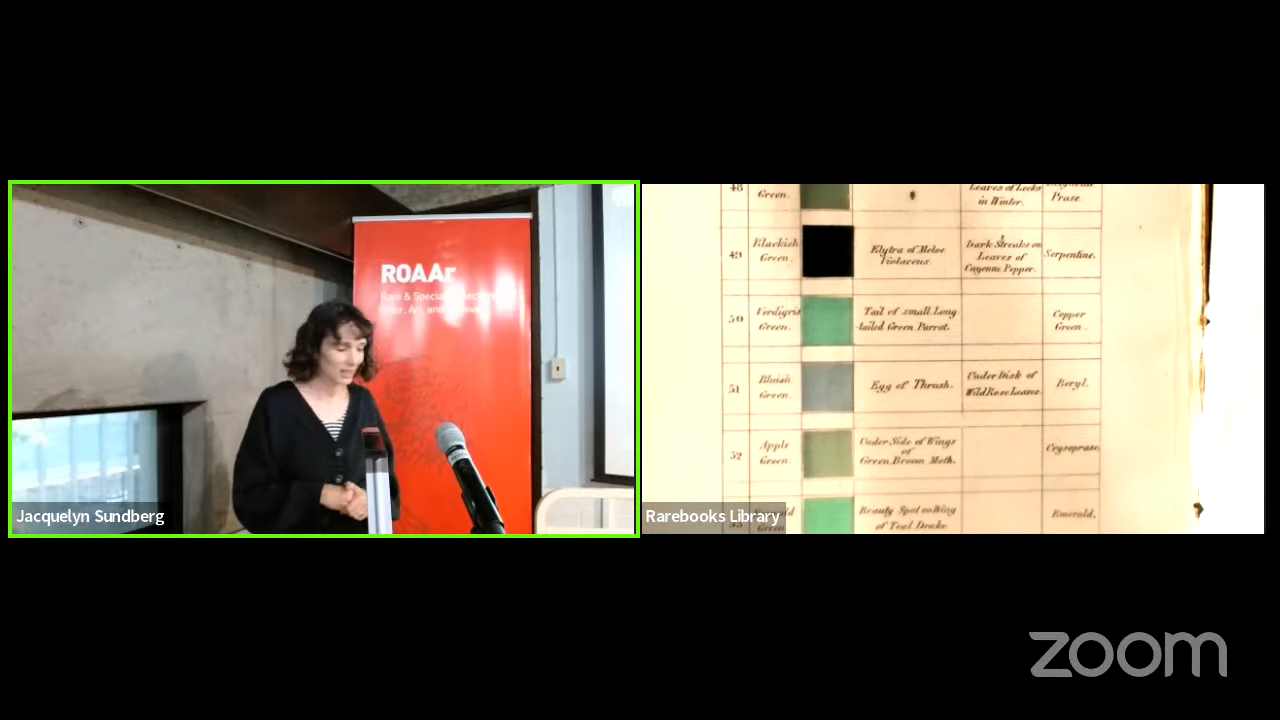 ROAAr
Jacquelyn Sundberg
48
Green.
Leaves of Leeks
in Winter.
Prase.
49
Blackish
Green.
Elytra of Meloe
Violaceus.
Dark Streaks on
Leaves of
Cayenne Pepper.
Serpentine.
50
Verdigris
Green.
Tail of small Long
-tailed Green Parrot.
Copper
Green.
51
Bluish
Green.
Egg of Thrush.
Under Disk of
Wild Rose Leaves.
Beryl.
52
Apple
Green.
Under Side of Wings
of
Green Broom Moth.
Crysoprase.
Green
Beauty Spot on Wing
of Teal Drake
Emerald.
Rarebooks Library
zoom